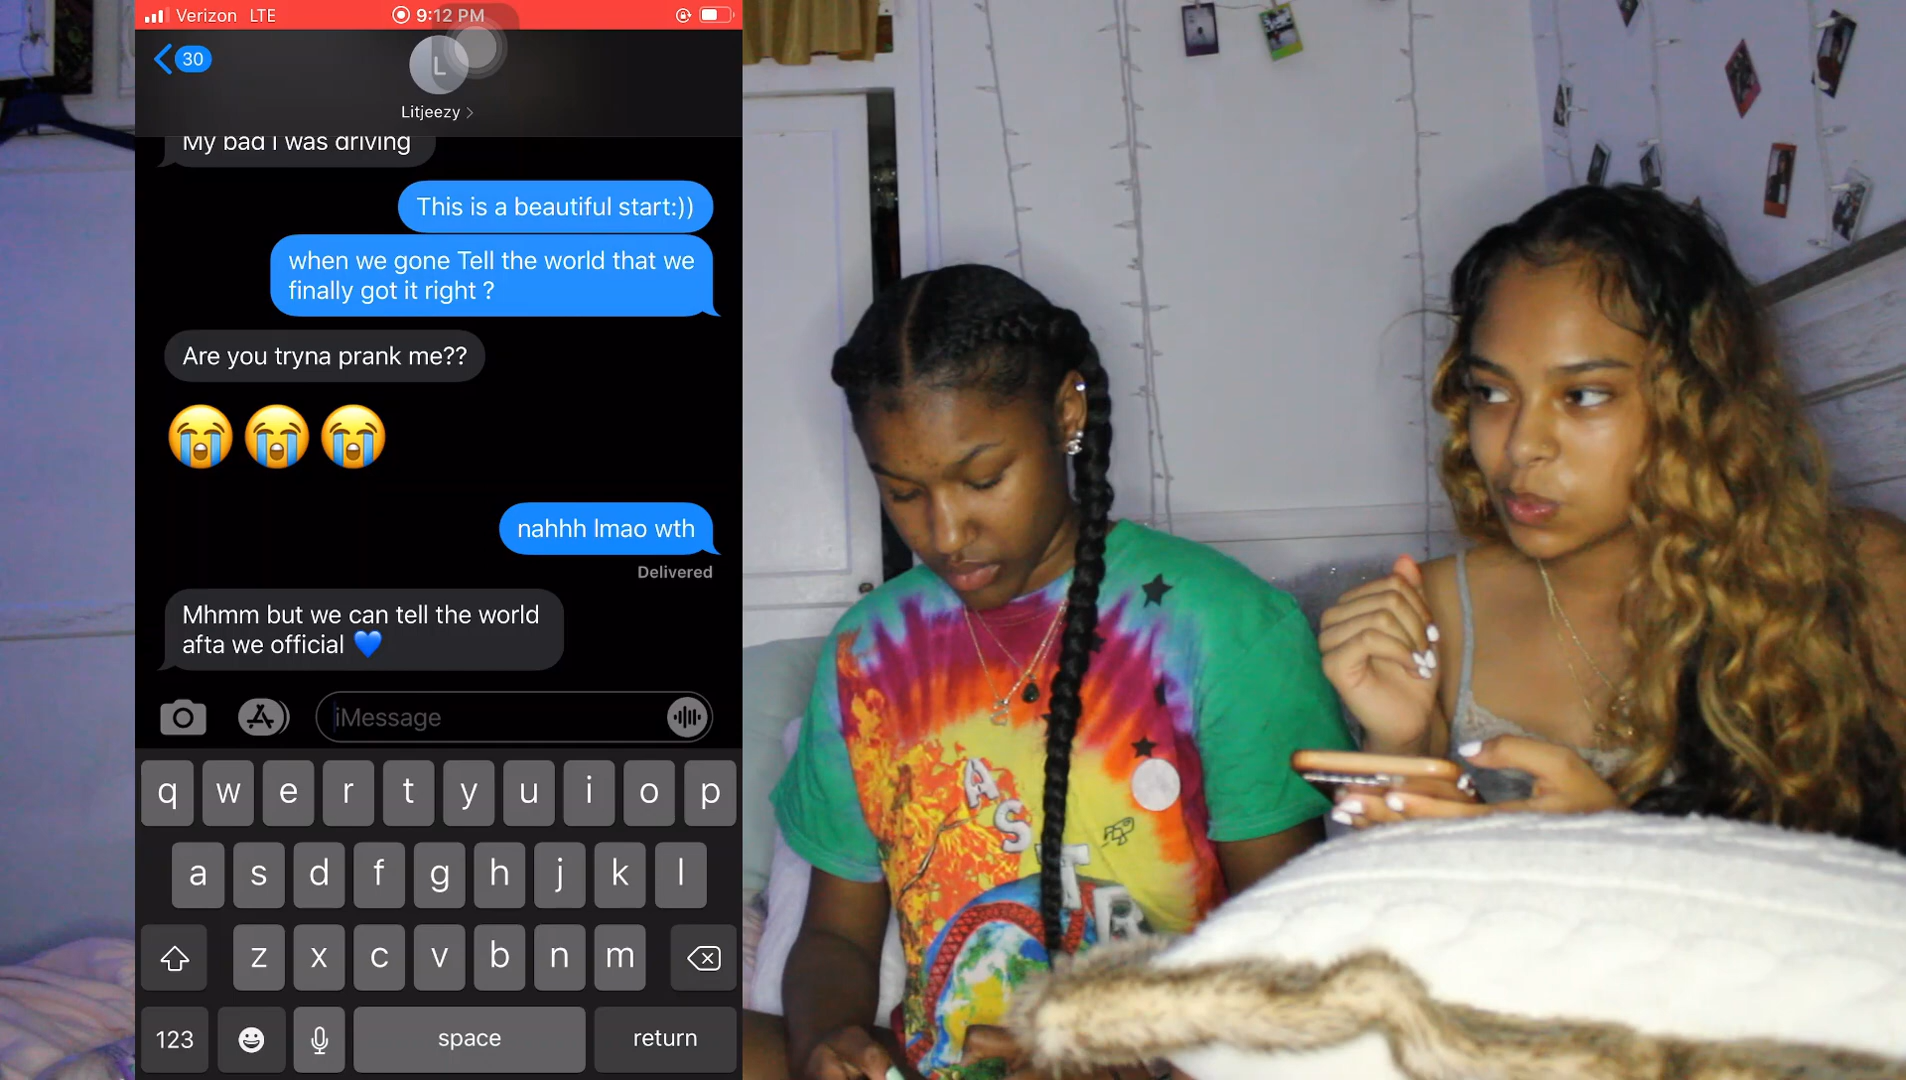 Verizon LTE 9:12 PM
30
L
Litjeezy
My bad I was driving
This is a beautiful start:))
when we gone Tell the world that we
finally got it right ?
Are you tryna prank me??
😭😭😭
nahhh lmao wth
Delivered
Mhmm but we can tell the world
afta we official 💙
iMessage
q w e r t y u i o p
a s d f g h j k l
z x c v b n m
123 space return
ASTR